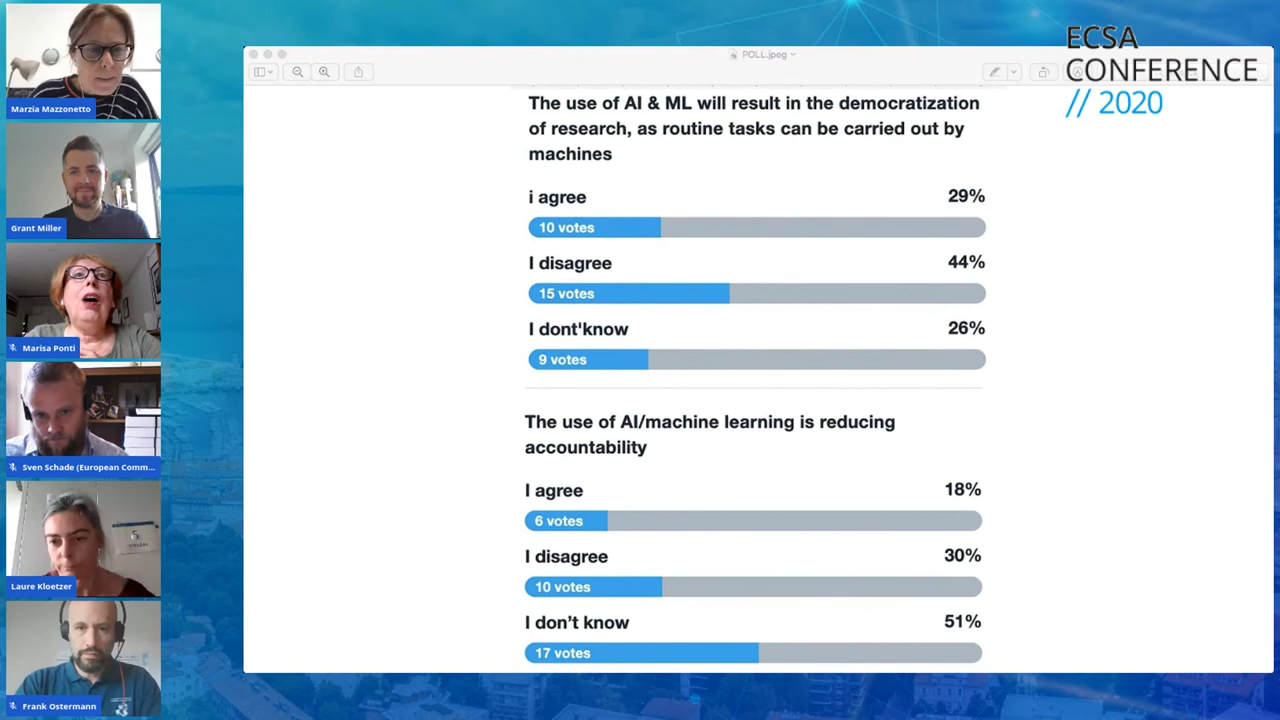 Marzia Mazzonetto
Grant Miller
Marisa Ponti
Sven Schade (European Comm...
Laure Kloetzer
Frank Ostermann
POLL.jpeg
ECSA
CONFERENCE
// 2020
The use of AI & ML will result in the democratization
of research, as routine tasks can be carried out by
machines
i agree 29%
10 votes
I disagree 44%
15 votes
I dont'know 26%
9 votes
The use of AI/machine learning is reducing
accountability
I agree 18%
6 votes
I disagree 30%
10 votes
I don't know 51%
17 votes